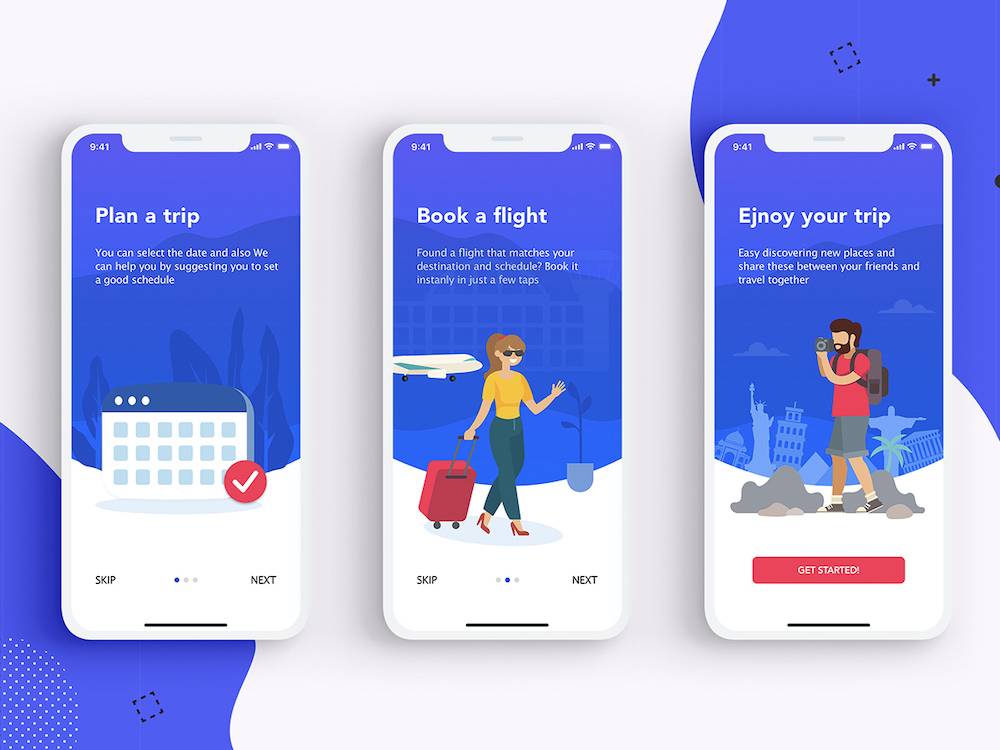 9:41
Plan a trip
You can select the date and also We
can help you by suggesting you to set
a good schedule
SKIP
NEXT
9:41
Book a flight
Found a flight that matches your
destination and schedule? Book it
instanly in just a few taps
SKIP
NEXT
9:41
Ejnoy your trip
Easy discovering new places and
share these between your friends and
travel together
GET STARTED!